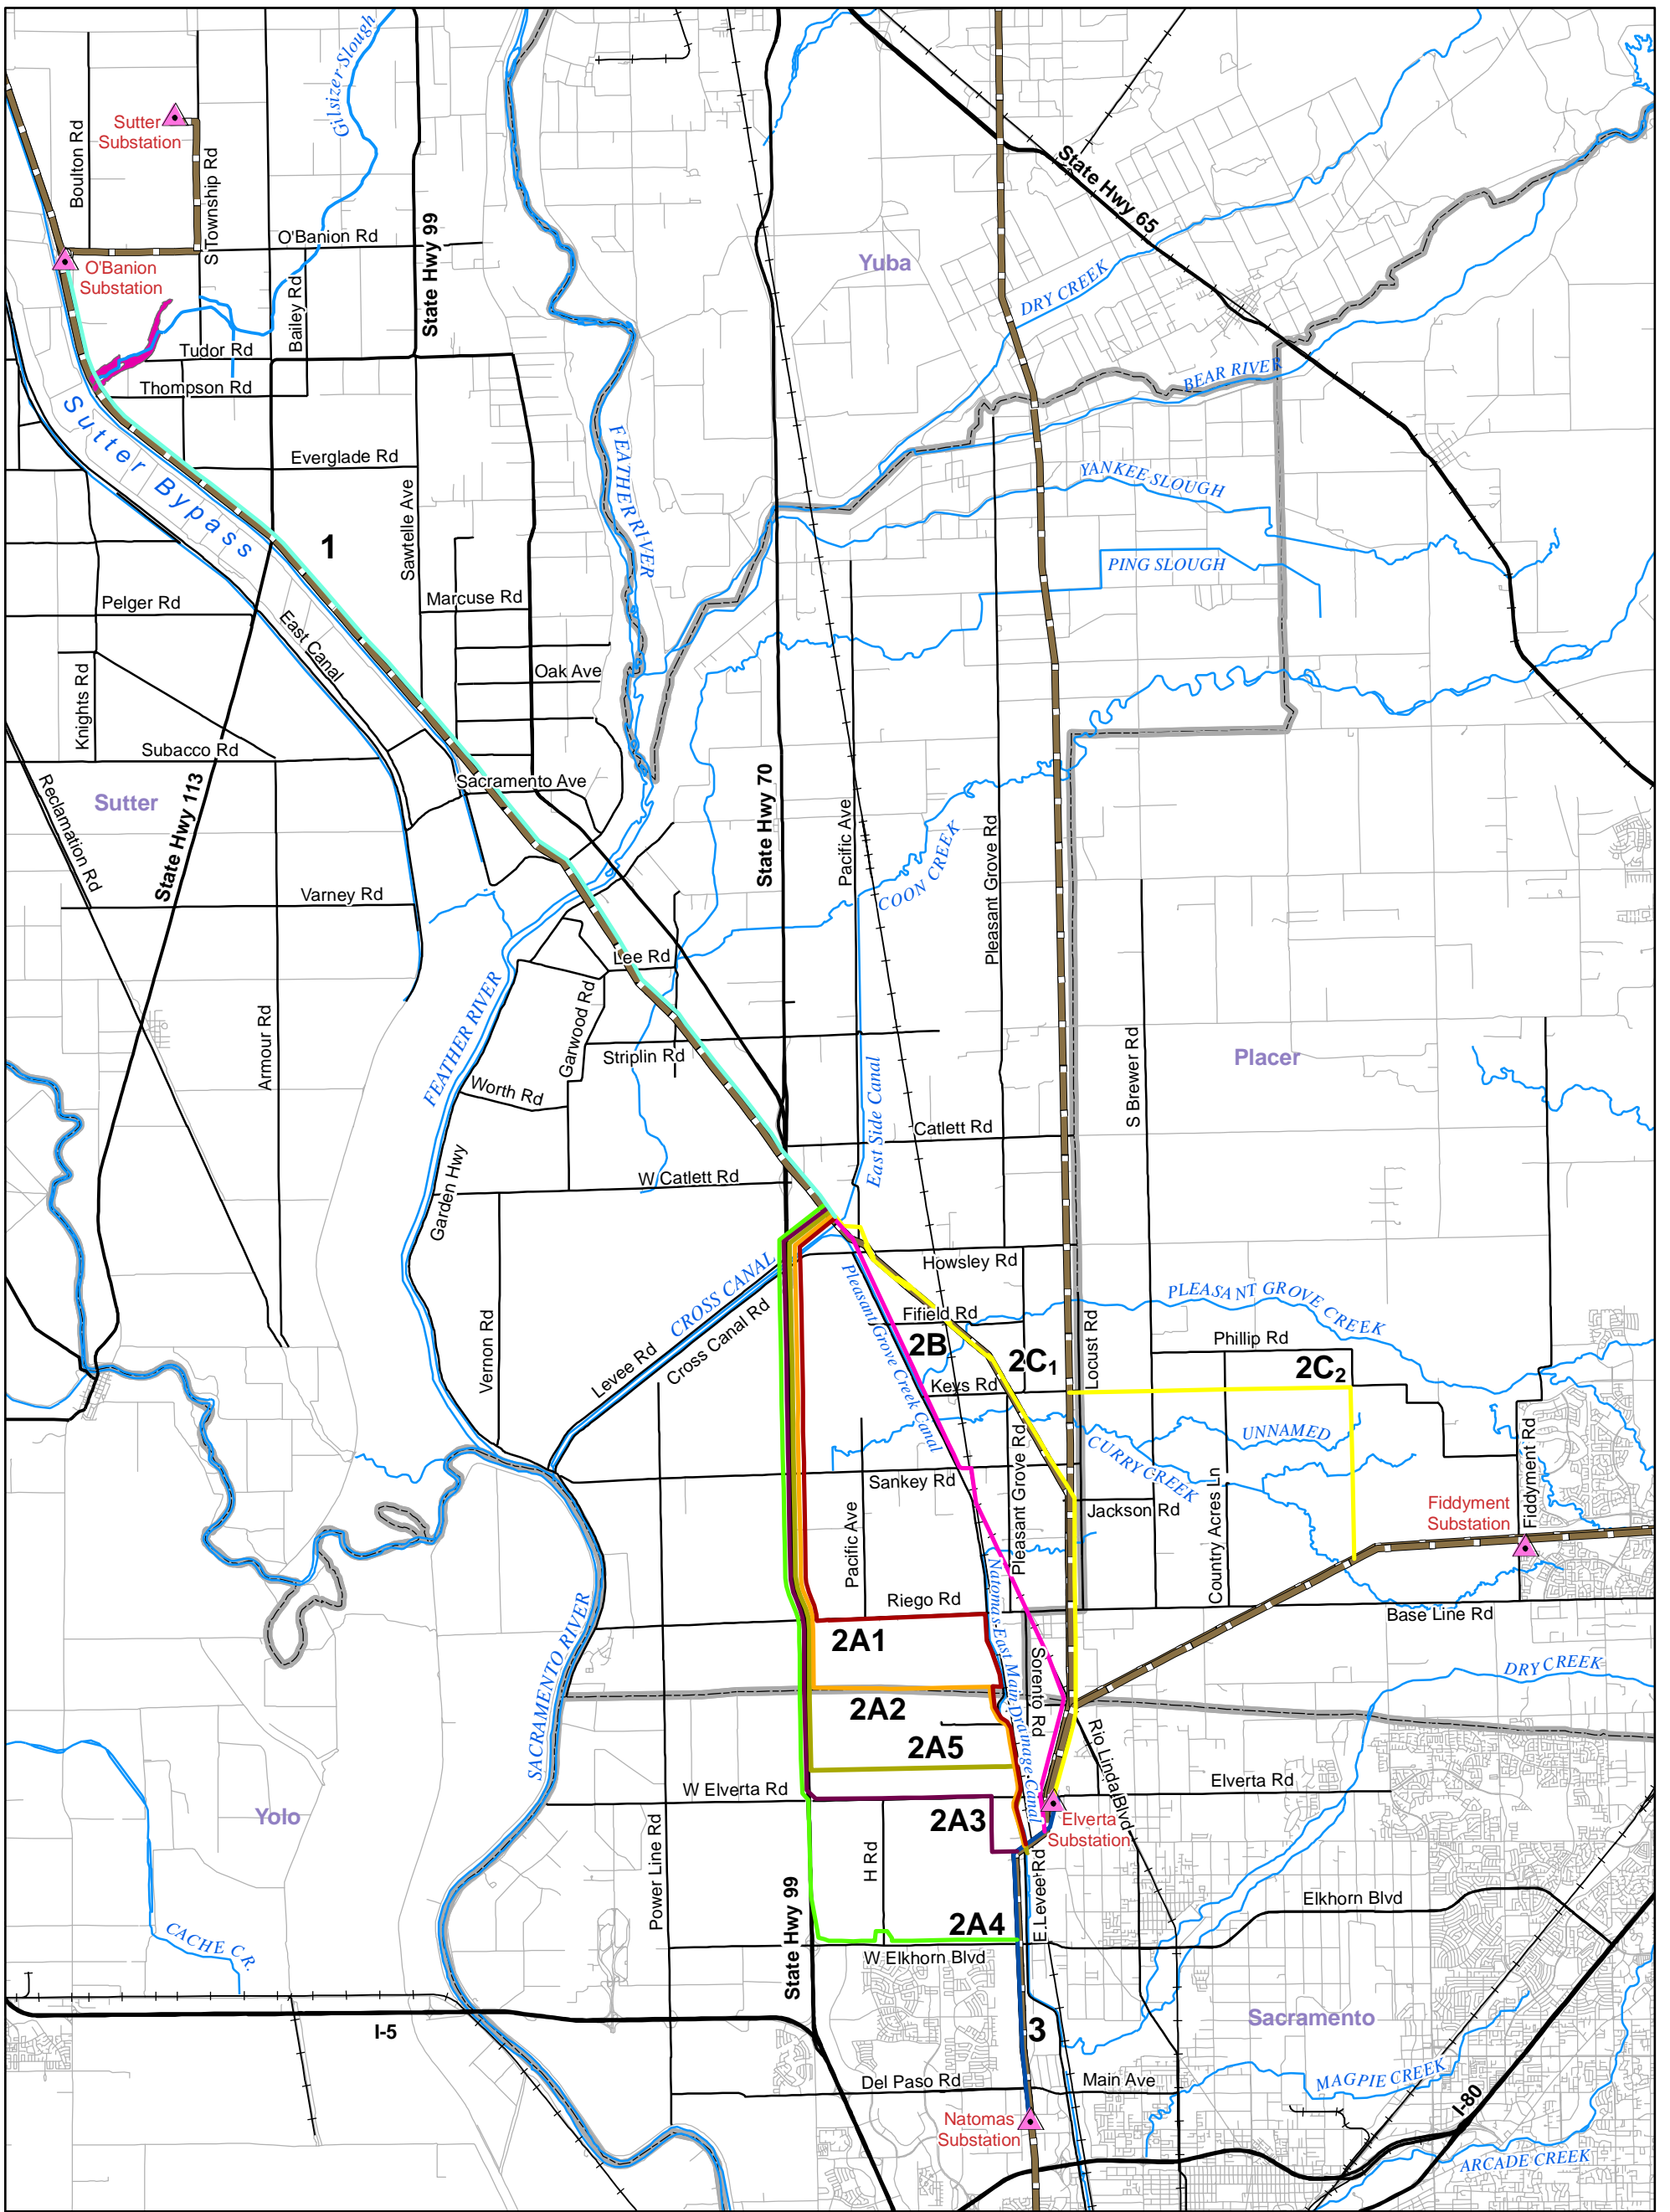 Gilsizer Slough
Sutter
Substation
Boulton Rd
S Township Rd
O'Banion Rd
State Hwy 99
O'Banion
Substation
Bailey Rd
Tudor Rd
Thompson Rd
Sutter Bypass
Everglade Rd
Sawtelle Ave
1
FEATHER RIVER
Yuba
State Hwy 65
DRY CREEK
BEAR RIVER
YANKEE SLOUGH
PING SLOUGH
Pelger Rd
East Canal
Marcuse Rd
Oak Ave
Knights Rd
Subacco Rd
Sacramento Ave
Sutter
State Hwy 113
Reclamation Rd
Varney Rd
State Hwy 70
Pacific Ave
COON CREEK
Pleasant Grove Rd
Lee Rd
Garwood Rd
FEATHER RIVER
Armour Rd
Striplin Rd
Worth Rd
East Side Canal
S Brewer Rd
Placer
Catlett Rd
W Catlett Rd
Garden Hwy
Howsley Rd
CROSS CANAL
Levee Rd
Cross Canal Rd
Vernon Rd
Pleasant Grove Creek Canal
Fifield Rd
2B
2C1
Keys Rd
Locust Rd
PLEASANT GROVE CREEK
Phillip Rd
2C2
UNNAMED
CURRY CREEK
Sankey Rd
Pleasant Grove Rd
Jackson Rd
Country Acres Ln
Fiddyment
Substation
Fiddyment Rd
Pacific Ave
Riego Rd
Base Line Rd
Natomas East Main Drainage Canal
2A1
Sorento Rd
DRY CREEK
SACRAMENTO RIVER
2A2
2A5
Rio Linda Blvd
W Elverta Rd
Elverta Rd
Yolo
2A3
Elverta
Substation
Power Line Rd
H Rd
State Hwy 99
E Levee Rd
Elkhorn Blvd
2A4
W Elkhorn Blvd
CACHE CR.
I-5
3
Sacramento
Del Paso Rd
Main Ave
MAGPIE CREEK
I-80
Natomas
Substation
ARCADE CREEK